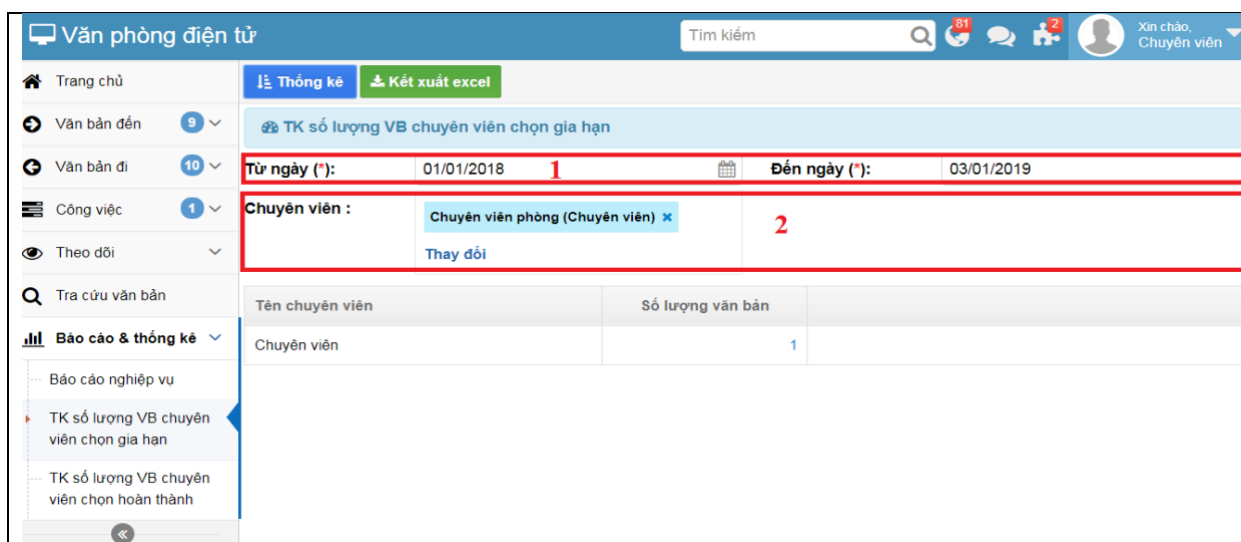 Văn phòng điện tử
Tìm kiếm
81
2
Xin chào,
Chuyên viên
Trang chủ
Văn bản đến 9
Văn bản đi 10
Công việc 1
Theo dõi
Tra cứu văn bản
Báo cáo & thống kê
Báo cáo nghiệp vụ
TK số lượng VB chuyên
viên chọn gia hạn
TK số lượng VB chuyên
viên chọn hoàn thành
Thống kê Kết xuất excel
TK số lượng VB chuyên viên chọn gia hạn
Từ ngày (*): 01/01/2018 1 Đến ngày (*): 03/01/2019
Chuyên viên : Chuyên viên phòng (Chuyên viên) × 2
Thay đổi
Tên chuyên viên Số lượng văn bản
Chuyên viên 1